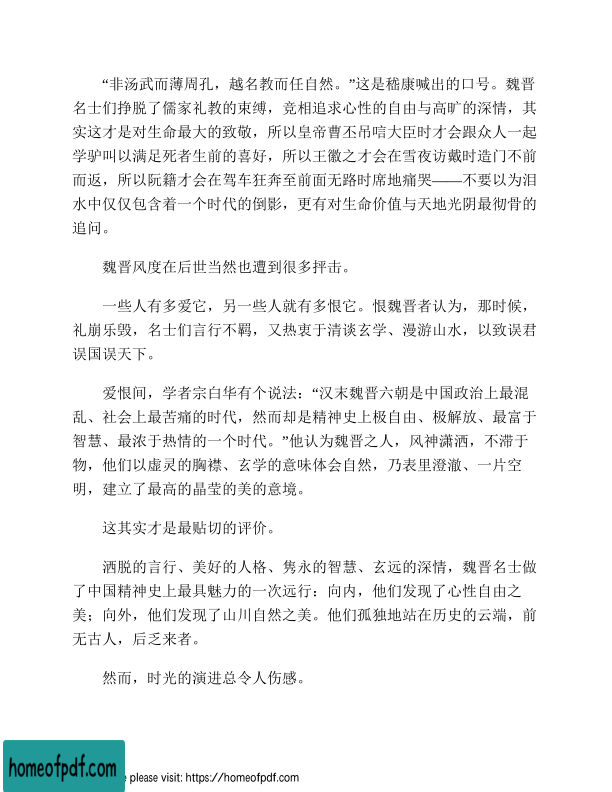 “非汤武而薄周孔，越名教而任自然。”这是嵇康喊出的口号。魏晋
名士们挣脱了儒家礼教的束缚，竞相追求心性的自由与高旷的深情，其
实这才是对生命最大的致敬，所以皇帝曹丕吊唁大臣时才会跟众人一起
学驴叫以满足死者生前的喜好，所以王徽之才会在雪夜访戴时造门不前
而返，所以阮籍才会在驾车狂奔至前面无路时席地痛哭——不要以为泪
水中仅仅包含着一个时代的倒影，更有对生命价值与天地光阴最彻骨的
追问。
魏晋风度在后世当然也遭到很多抨击。
一些人有多爱它，另一些人就有多恨它。恨魏晋者认为，那时候，
礼崩乐毁，名士们言行不羁，又热衷于清谈玄学、漫游山水，以致误君
误国误天下。
爱恨间，学者宗白华有个说法：“汉末魏晋六朝是中国政治上最混
乱、社会上最苦痛的时代，然而却是精神史上极自由、极解放、最富于
智慧、最浓于热情的一个时代。”他认为魏晋之人，风神潇洒，不滞于
物，他们以虚灵的胸襟、玄学的意味体会自然，乃表里澄澈、一片空
明，建立了最高的晶莹的美的意境。
这其实才是最贴切的评价。
洒脱的言行、美好的人格、隽永的智慧、玄远的深情，魏晋名士做
了中国精神史上最具魅力的一次远行：向内，他们发现了心性自由之
美；向外，他们发现了山川自然之美。他们孤独地站在历史的云端，前
无古人，后乏来者。
然而，时光的演进总令人伤感。
homeofpdf.com
e please visit: https://homeofpdf.com